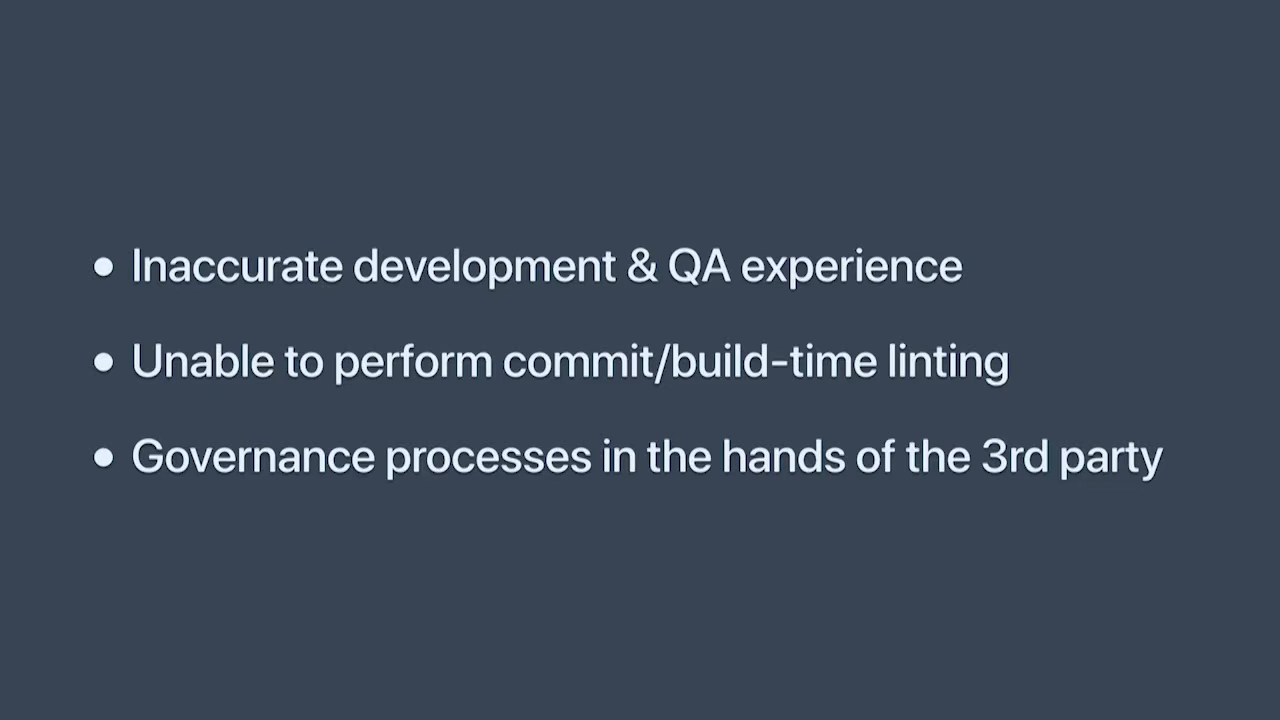 • Inaccurate development & QA experience
• Unable to perform commit/build-time linting
• Governance processes in the hands of the 3rd party